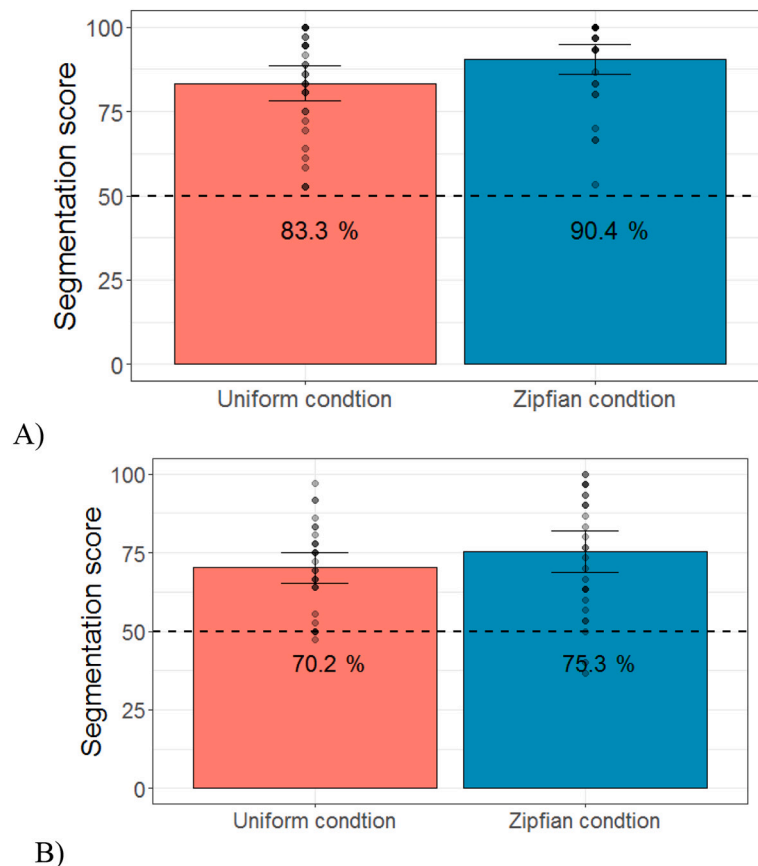 100
75
50
25
0
Segmentation score
83.3 %
90.4 %
Uniform condtion
Zipfian condtion
A)
100
75
50
25
0
Segmentation score
70.2 %
75.3 %
Uniform condtion
Zipfian condtion
B)